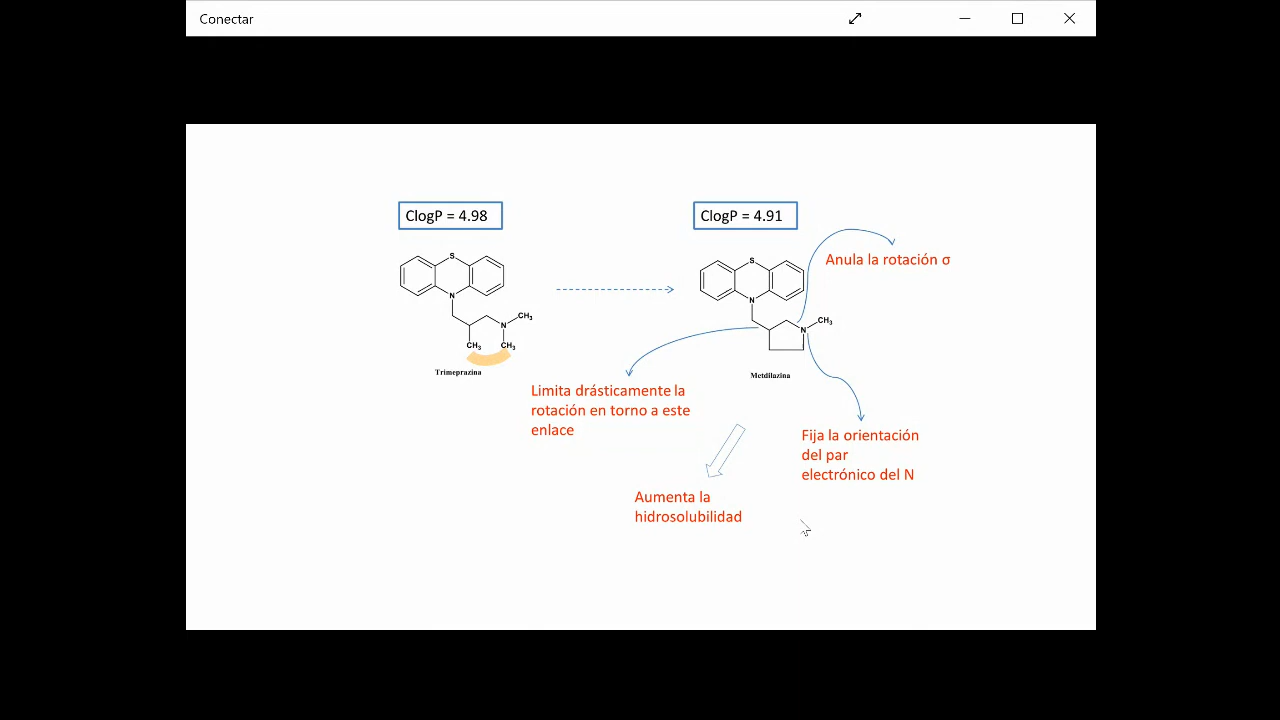 Conectar
ClogP = 4.98
ClogP = 4.91
Anula la rotación σ
S
N
N
CH3
CH3
CH3
Trimeprazina
S
N
N
CH3
Metdilazina
Limita drásticamente la
rotación en torno a este
enlace
Fija la orientación
del par
electrónico del N
Aumenta la
hidrosolubilidad